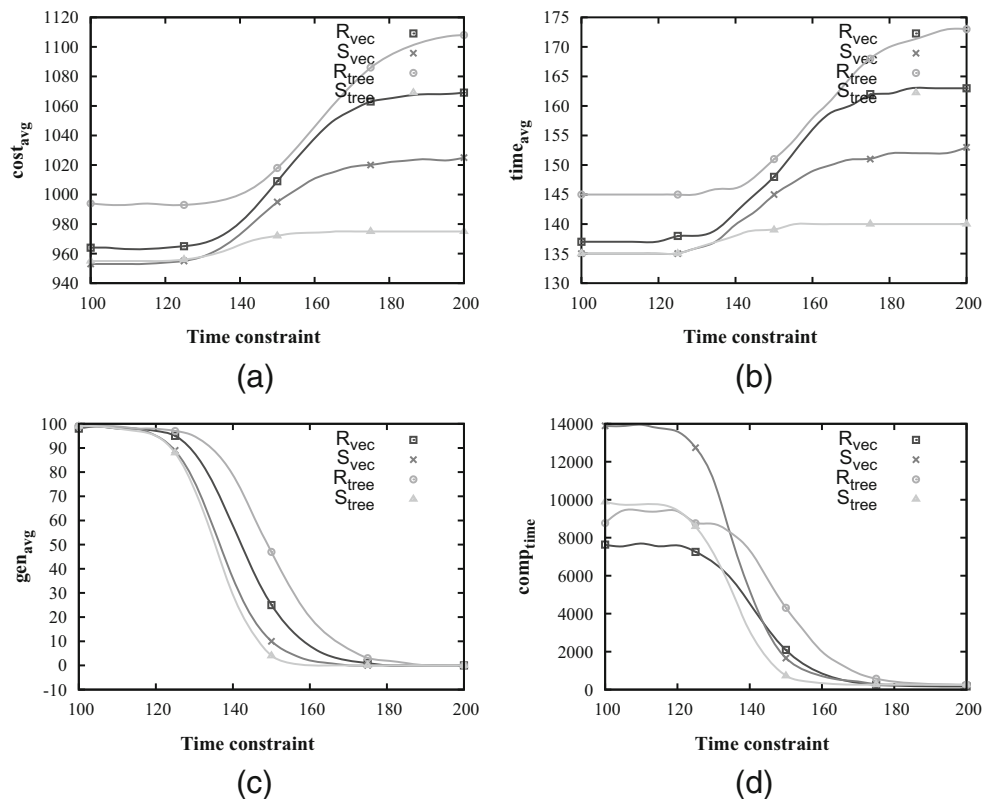 1120
1100
1080
1060
1040
1020
1000
980
960
940
cost_avg
R_vec
S_vec
R_tree
S_tree
100 120 140 160 180 200
Time constraint
(a)
175
170
165
160
155
150
145
140
135
130
time_avg
R_vec
S_vec
R_tree
S_tree
100 120 140 160 180 200
Time constraint
(b)
100
90
80
70
60
50
40
30
20
10
0
-10
gen_avg
R_vec
S_vec
R_tree
S_tree
100 120 140 160 180 200
Time constraint
(c)
14000
12000
10000
8000
6000
4000
2000
0
comp_time
R_vec
S_vec
R_tree
S_tree
100 120 140 160 180 200
Time constraint
(d)